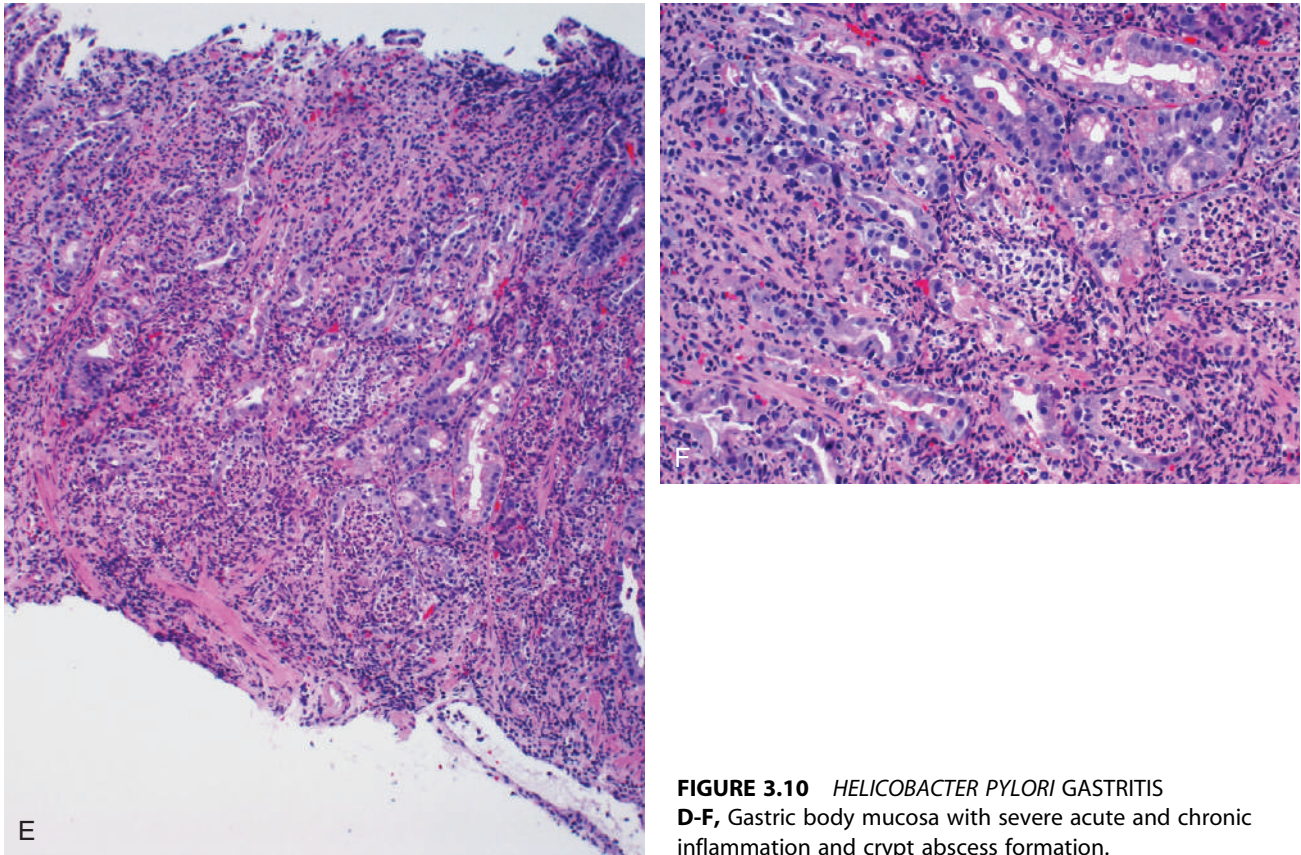 E
F
FIGURE 3.10 HELICOBACTER PYLORI GASTRITIS
D-F, Gastric body mucosa with severe acute and chronic
inflammation and crypt abscess formation.